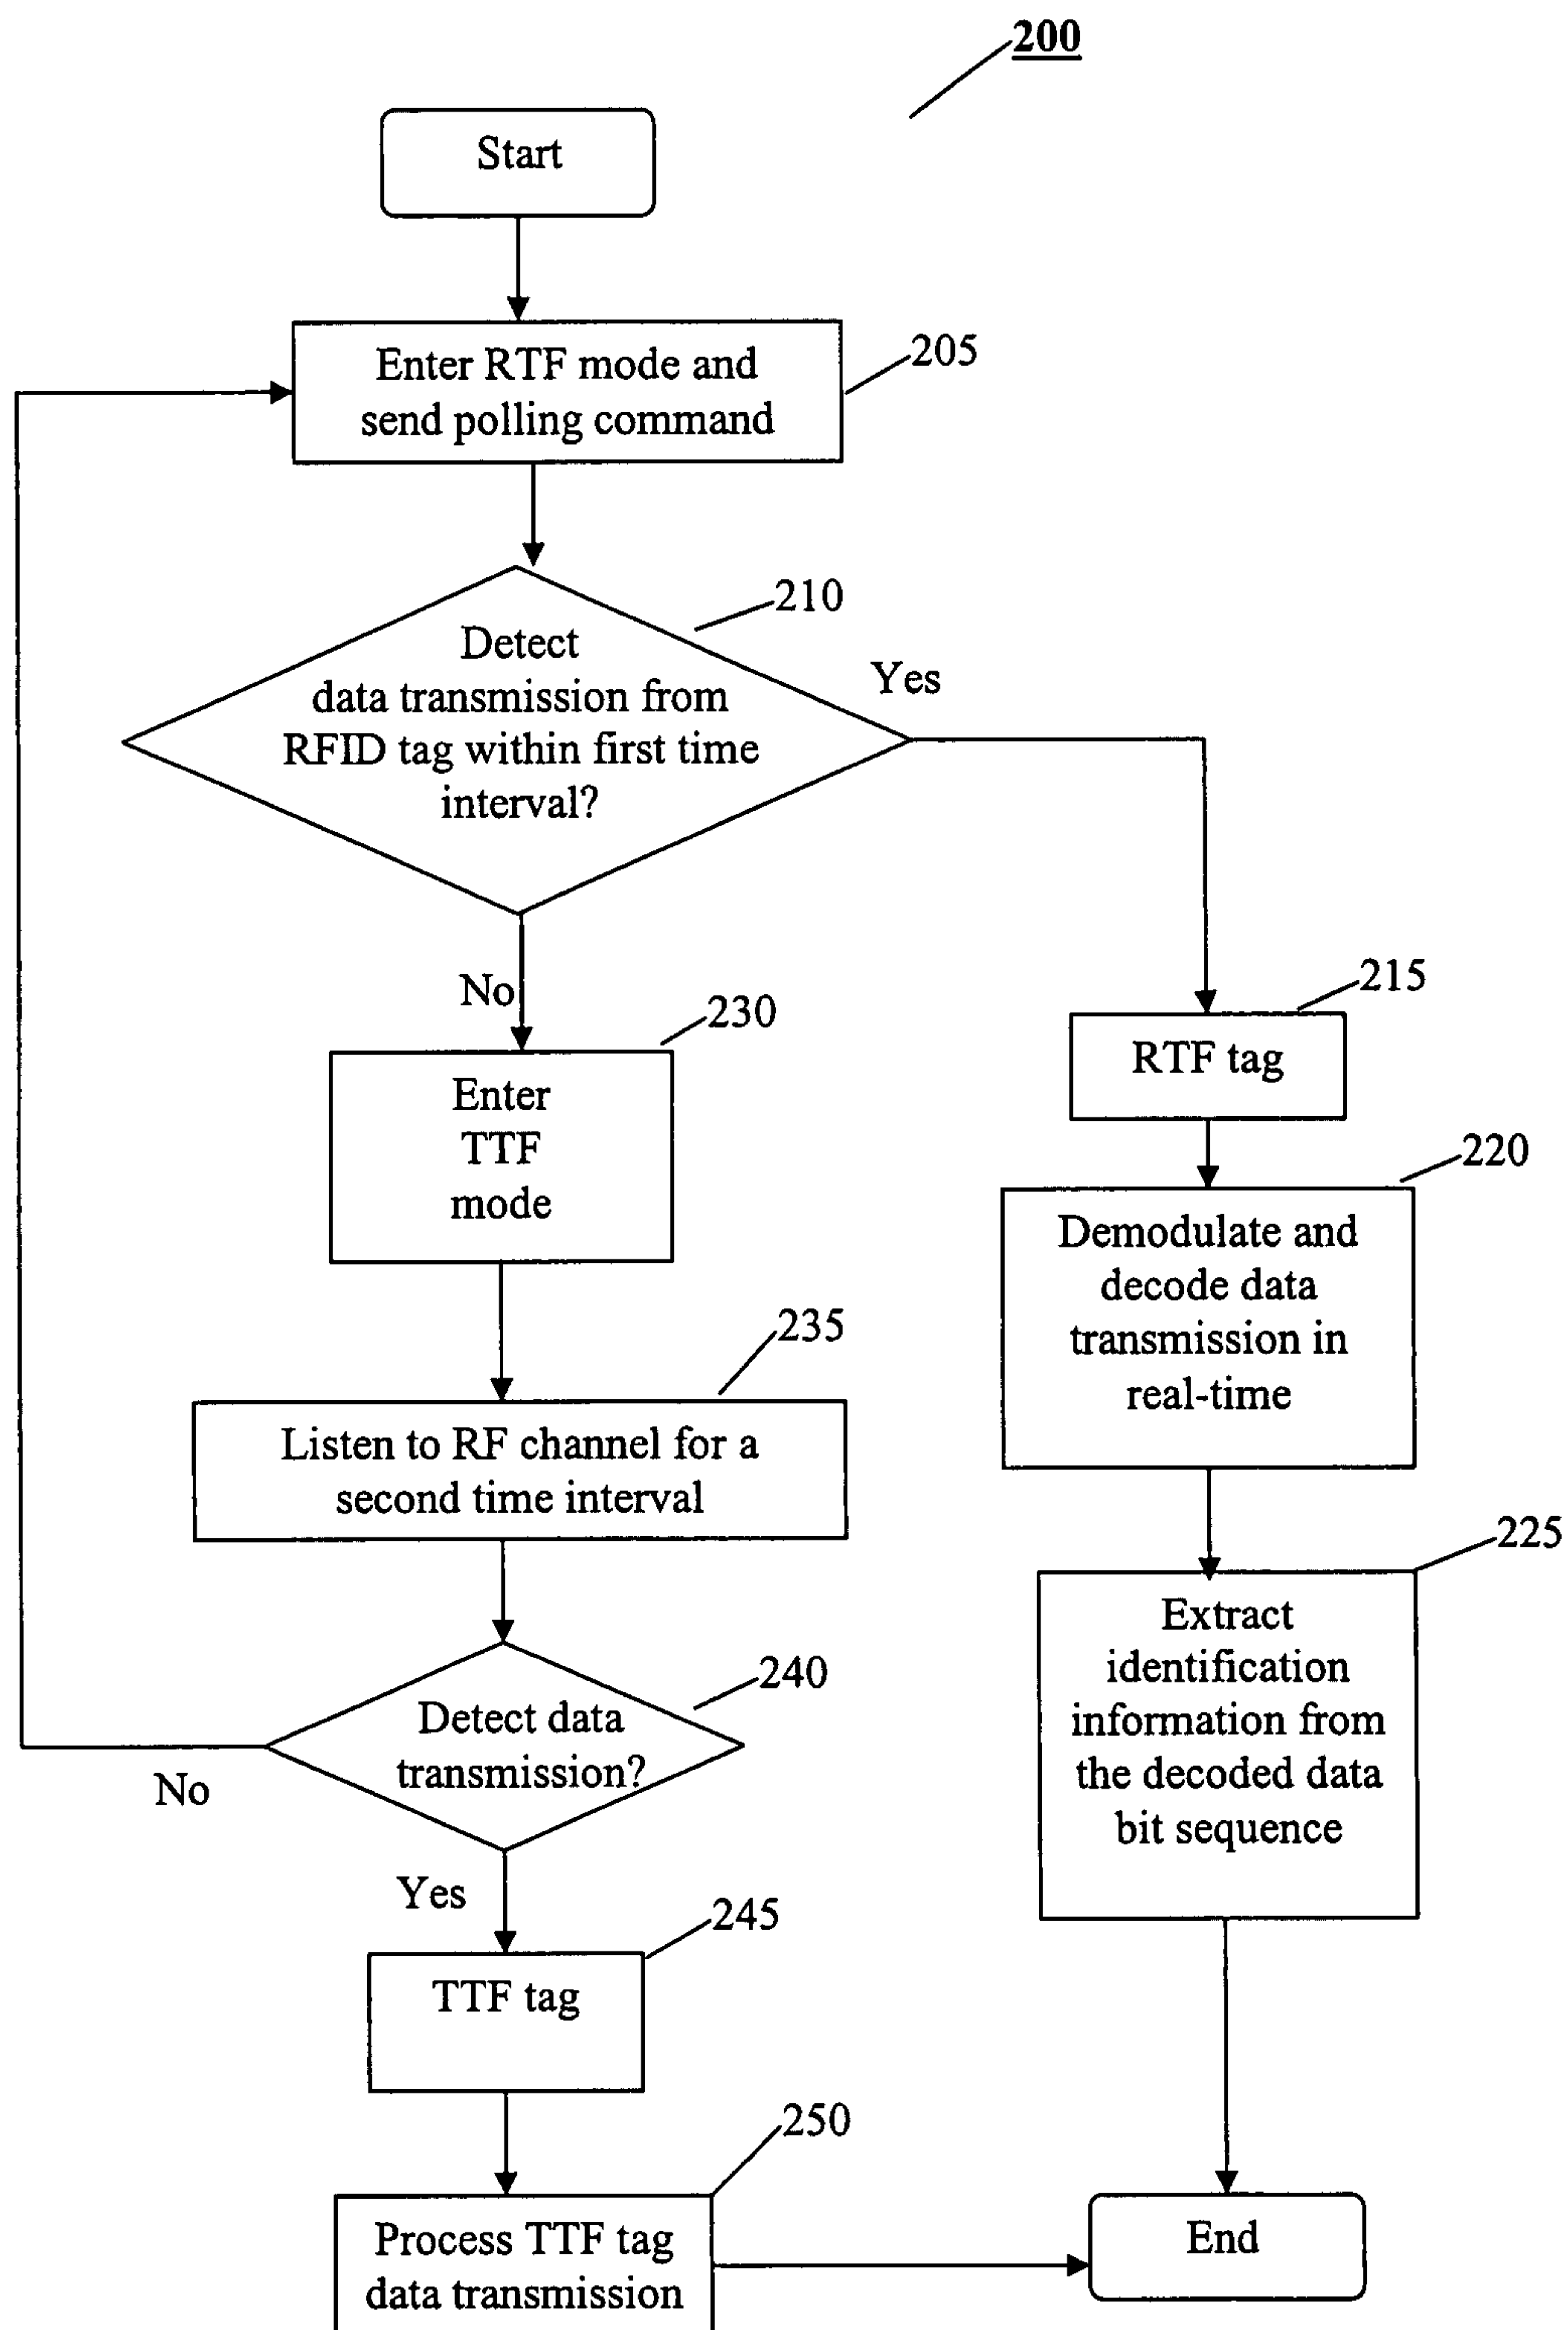 200
Start
Enter RTF mode and
send polling command
205
210
Detect
data transmission from
RFID tag within first time
interval?
Yes
No
230
Enter
TTF
mode
215
RTF tag
220
Demodulate and
decode data
transmission in
real-time
235
Listen to RF channel for a
second time interval
225
Extract
identification
information from
the decoded data
bit sequence
240
Detect data
transmission?
No
Yes
245
TTF tag
250
Process TTF tag
data transmission
End